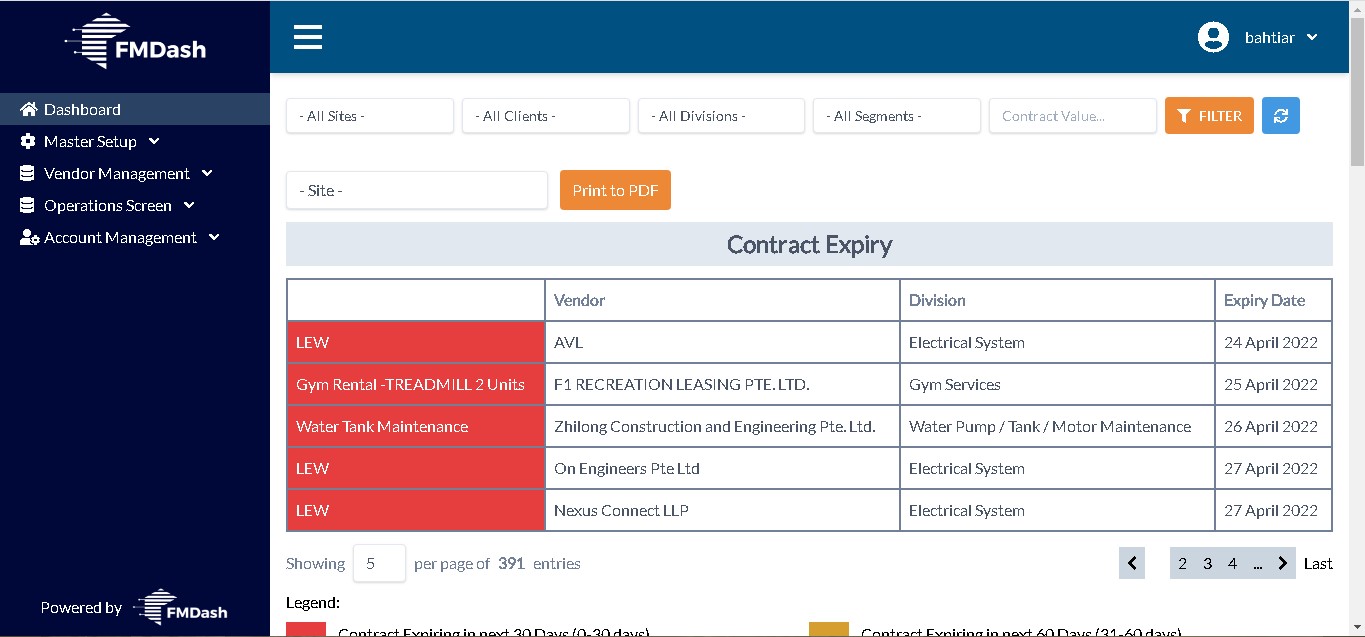 FMDash
bahtiar
Dashboard
Master Setup
Vendor Management
Operations Screen
Account Management
Powered by FMDash
- All Sites - - All Clients - - All Divisions - - All Segments - Contract Value... FILTER
- Site - Print to PDF
Contract Expiry
Vendor Division Expiry Date
LEW AVL Electrical System 24 April 2022
Gym Rental -TREADMILL 2 Units F1 RECREATION LEASING PTE. LTD. Gym Services 25 April 2022
Water Tank Maintenance Zhilong Construction and Engineering Pte. Ltd. Water Pump / Tank / Motor Maintenance 26 April 2022
LEW On Engineers Pte Ltd Electrical System 27 April 2022
LEW Nexus Connect LLP Electrical System 27 April 2022
Showing 5 per page of 391 entries 2 3 4 ... Last
Legend:
Contract Expiring in next 30 Days (0-30 days) Contract Expiring in next 60 Days (31-60 days)